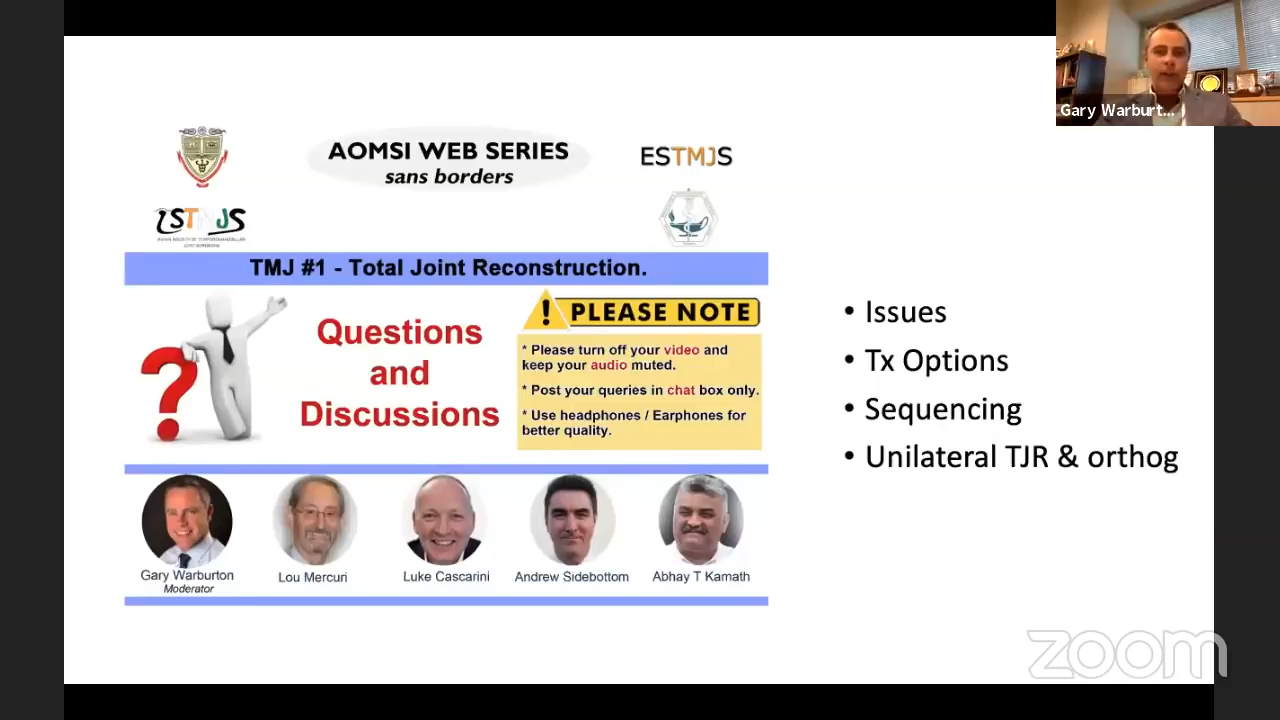 Gary Warburt...
AOMSI WEB SERIES
sans borders
ESTMJS
ISTMJS
TMJ #1 - Total Joint Reconstruction.
Questions
and
Discussions
! PLEASE NOTE
* Please turn off your video and
keep your audio muted.
* Post your queries in chat box only.
* Use headphones / Earphones for
better quality.
• Issues
• Tx Options
• Sequencing
• Unilateral TJR & orthog
Gary Warburton
Moderator
Lou Mercuri
Luke Cascarini
Andrew Sidebottom
Abhay T Kamath
zoom